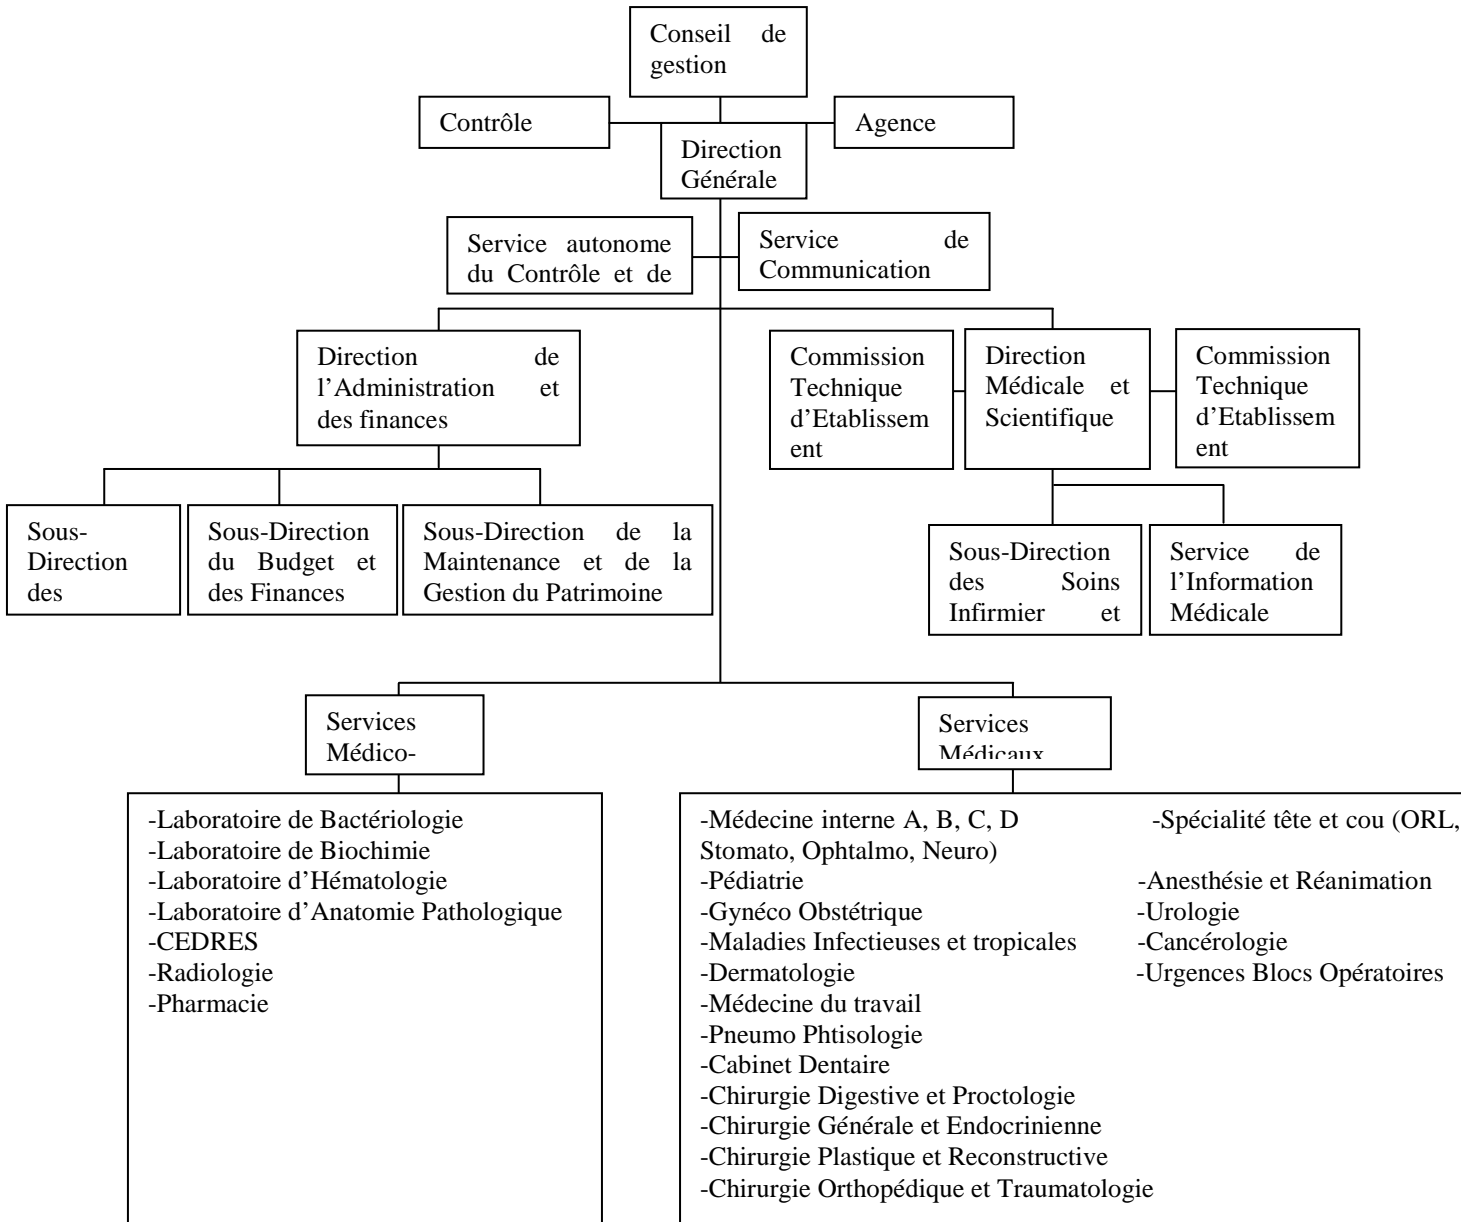 Conseil de
gestion
Contrôle
Agence
Direction
Générale
Service autonome
du Contrôle et de
Service de
Communication
Direction de
l’Administration et
des finances
Commission
Technique
d’Etablissem
ent
Direction
Médicale et
Scientifique
Commission
Technique
d’Etablissem
ent
Sous-
Direction
des
Sous-Direction
du Budget et
des Finances
Sous-Direction de la
Maintenance et de la
Gestion du Patrimoine
Sous-Direction
des Soins
Infirmier et
Service de
l’Information
Médicale
Services
Médico-
Services
Médicaux
-Laboratoire de Bactériologie
-Laboratoire de Biochimie
-Laboratoire d’Hématologie
-Laboratoire d’Anatomie Pathologique
-CEDRES
-Radiologie
-Pharmacie
-Médecine interne A, B, C, D -Spécialité tête et cou (ORL,
Stomato, Ophtalmo, Neuro)
-Pédiatrie -Anesthésie et Réanimation
-Gynéco Obstétrique -Urologie
-Maladies Infectieuses et tropicales -Cancérologie
-Dermatologie -Urgences Blocs Opératoires
-Médecine du travail
-Pneumo Phtisologie
-Cabinet Dentaire
-Chirurgie Digestive et Proctologie
-Chirurgie Générale et Endocrinienne
-Chirurgie Plastique et Reconstructive
-Chirurgie Orthopédique et Traumatologie